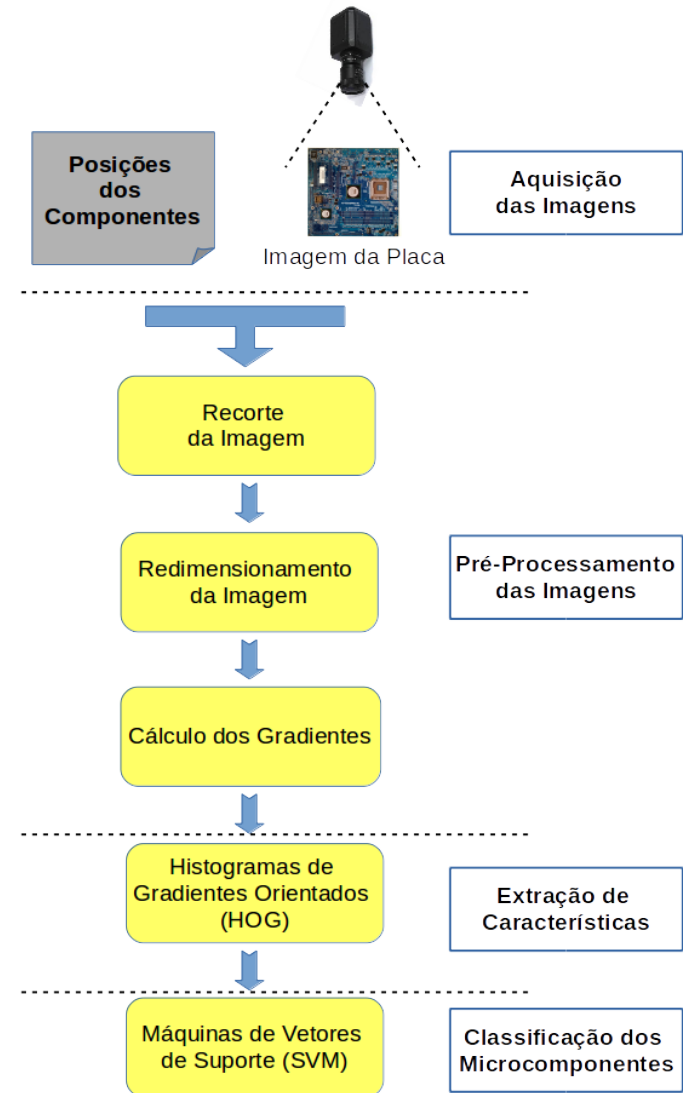 Posições
dos
Componentes
Imagem da Placa
Aquisição
das Imagens
Recorte
da Imagem
Redimensionamento
da Imagem
Pré-Processamento
das Imagens
Cálculo dos Gradientes
Histogramas de
Gradientes Orientados
(HOG)
Extração de
Característícas
Máquinas de Vetores
de Suporte (SVM)
Classificação dos
Microcomponentes